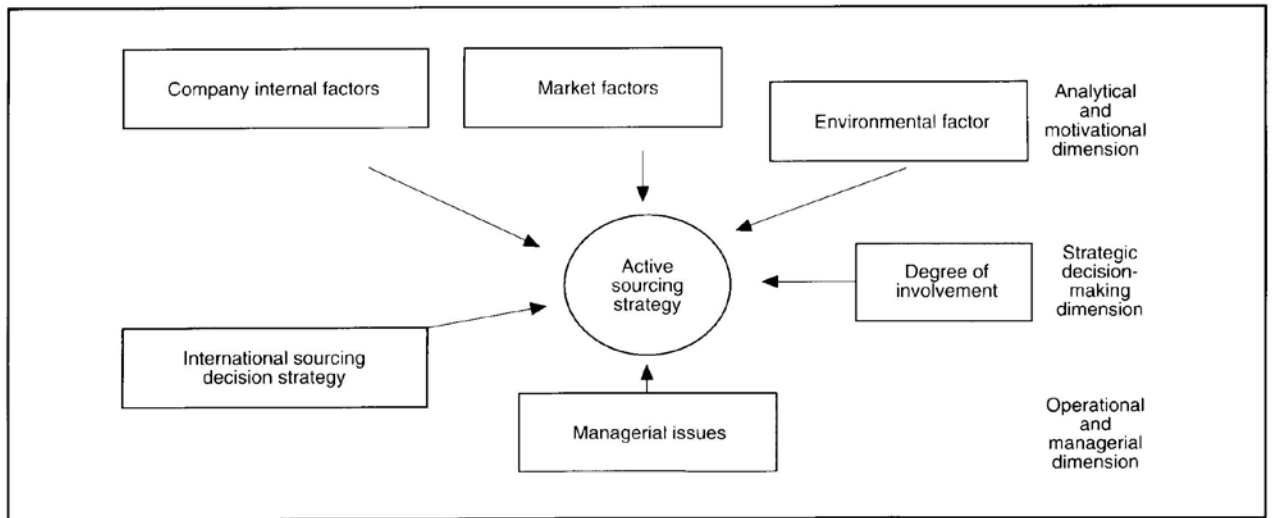 Company internal factors
Market factors
Environmental factor
Analytical
and
motivational
dimension
Active
sourcing
strategy
Degree of
involvement
Strategic
decision-
making
dimension
International sourcing
decision strategy
Managerial issues
Operational
and
managerial
dimension